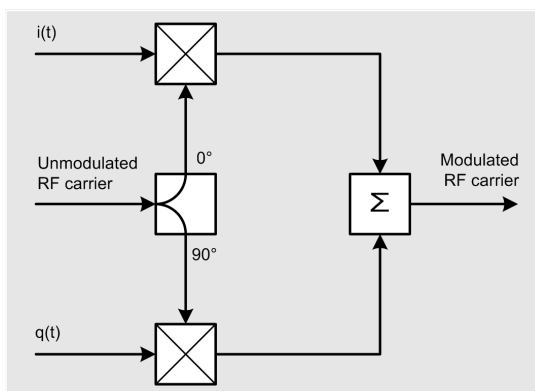 i(t)
0°
Unmodulated
RF carrier
Modulated
RF carrier
Σ
90°
q(t)